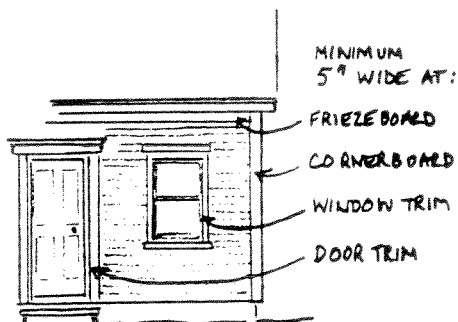 MINIMUM
5" WIDE AT:
FRIEZEBOARD
CORNERBOARD
WINDOW TRIM
DOOR TRIM